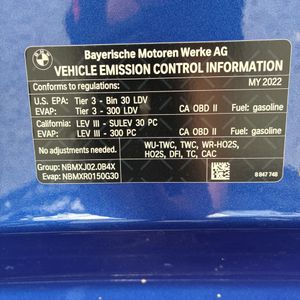 BMW
Bayerische Motoren Werke AG
VEHICLE EMISSION CONTROL INFORMATION
Conforms to regulations: MY 2022
U.S. EPA: Tier 3 - Bin 30 LDV
EVAP: Tier 3 - 300 LDV CA OBD II Fuel: gasoline
California: LEV III - SULEV 30 PC
EVAP: LEV III - 300 PC CA OBD II Fuel: gasoline
No adjustments needed. WU-TWC, TWC, WR-HO2S,
HO2S, DFI, TC, CAC
Group: NBMXJ02.0B4X
Evap: NBMXR0150G30 8 847 748